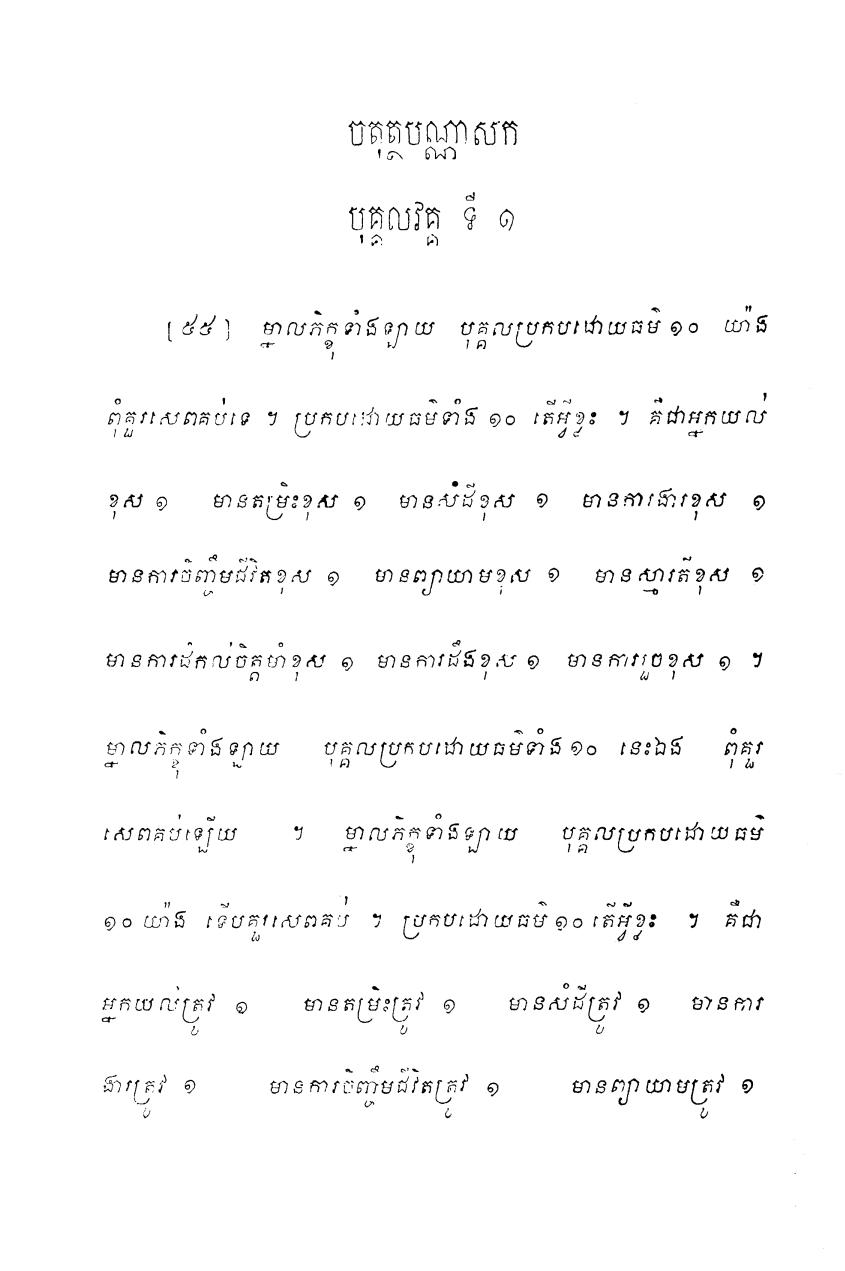 ចតុត្ថបណ្ណាសក
បុគ្គលវគ្គ ទី ១
[៥៥] ម្នាលភិក្ខុទាំងឡាយ បុគ្គលប្រកបដោយធម៌ ១០ យ៉ាង
ពុំគួរសេពគប់ទេ ។ ប្រកបដោយធម៌ទាំង ១០ តើអ្វីខ្លះ ។ គឺជាអ្នកយល់
ខុស ១ មានតម្រិះខុស ១ មានសំដីខុស ១ មានការងារខុស ១
មានការចិញ្ចឹមជីវិតខុស ១ មានព្យាយាមខុស ១ មានស្មារតីខុស ១
មានការដំកល់ចិត្តមាំខុស ១ មានការដឹងខុស ១ មានការរួចខុស ១ ។
ម្នាលភិក្ខុទាំងឡាយ បុគ្គលប្រកបដោយធម៌ទាំង ១០ នេះឯង ពុំគួរ
សេពគប់ឡើយ ។ ម្នាលភិក្ខុទាំងឡាយ បុគ្គលប្រកបដោយធម៌
១០ យ៉ាង ទើបគួរសេពគប់ ។ ប្រកបដោយធម៌ ១០ តើអ្វីខ្លះ ។ គឺជា
អ្នកយល់ត្រូវ ១ មានតម្រិះត្រូវ ១ មានសំដីត្រូវ ១ មានការ
ងារត្រូវ ១ មានការចិញ្ចឹមជីវិតត្រូវ ១ មានព្យាយាមត្រូវ ១